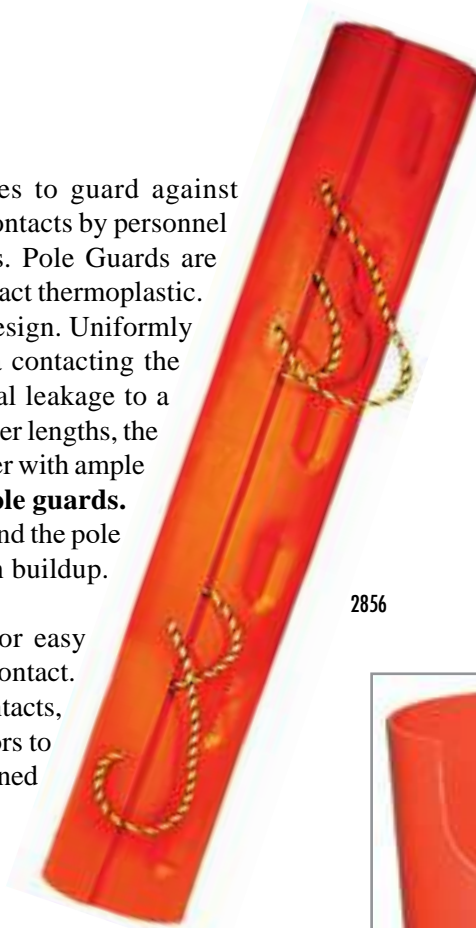 es to guard against
ontacts by personnel
s. Pole Guards are
act thermoplastic.
esign. Uniformly
contacting the
al leakage to a
er lengths, the
er with ample
ole guards.
nd the pole
n buildup.
2856
or easy
ontact.
ntacts,
ors to
ned